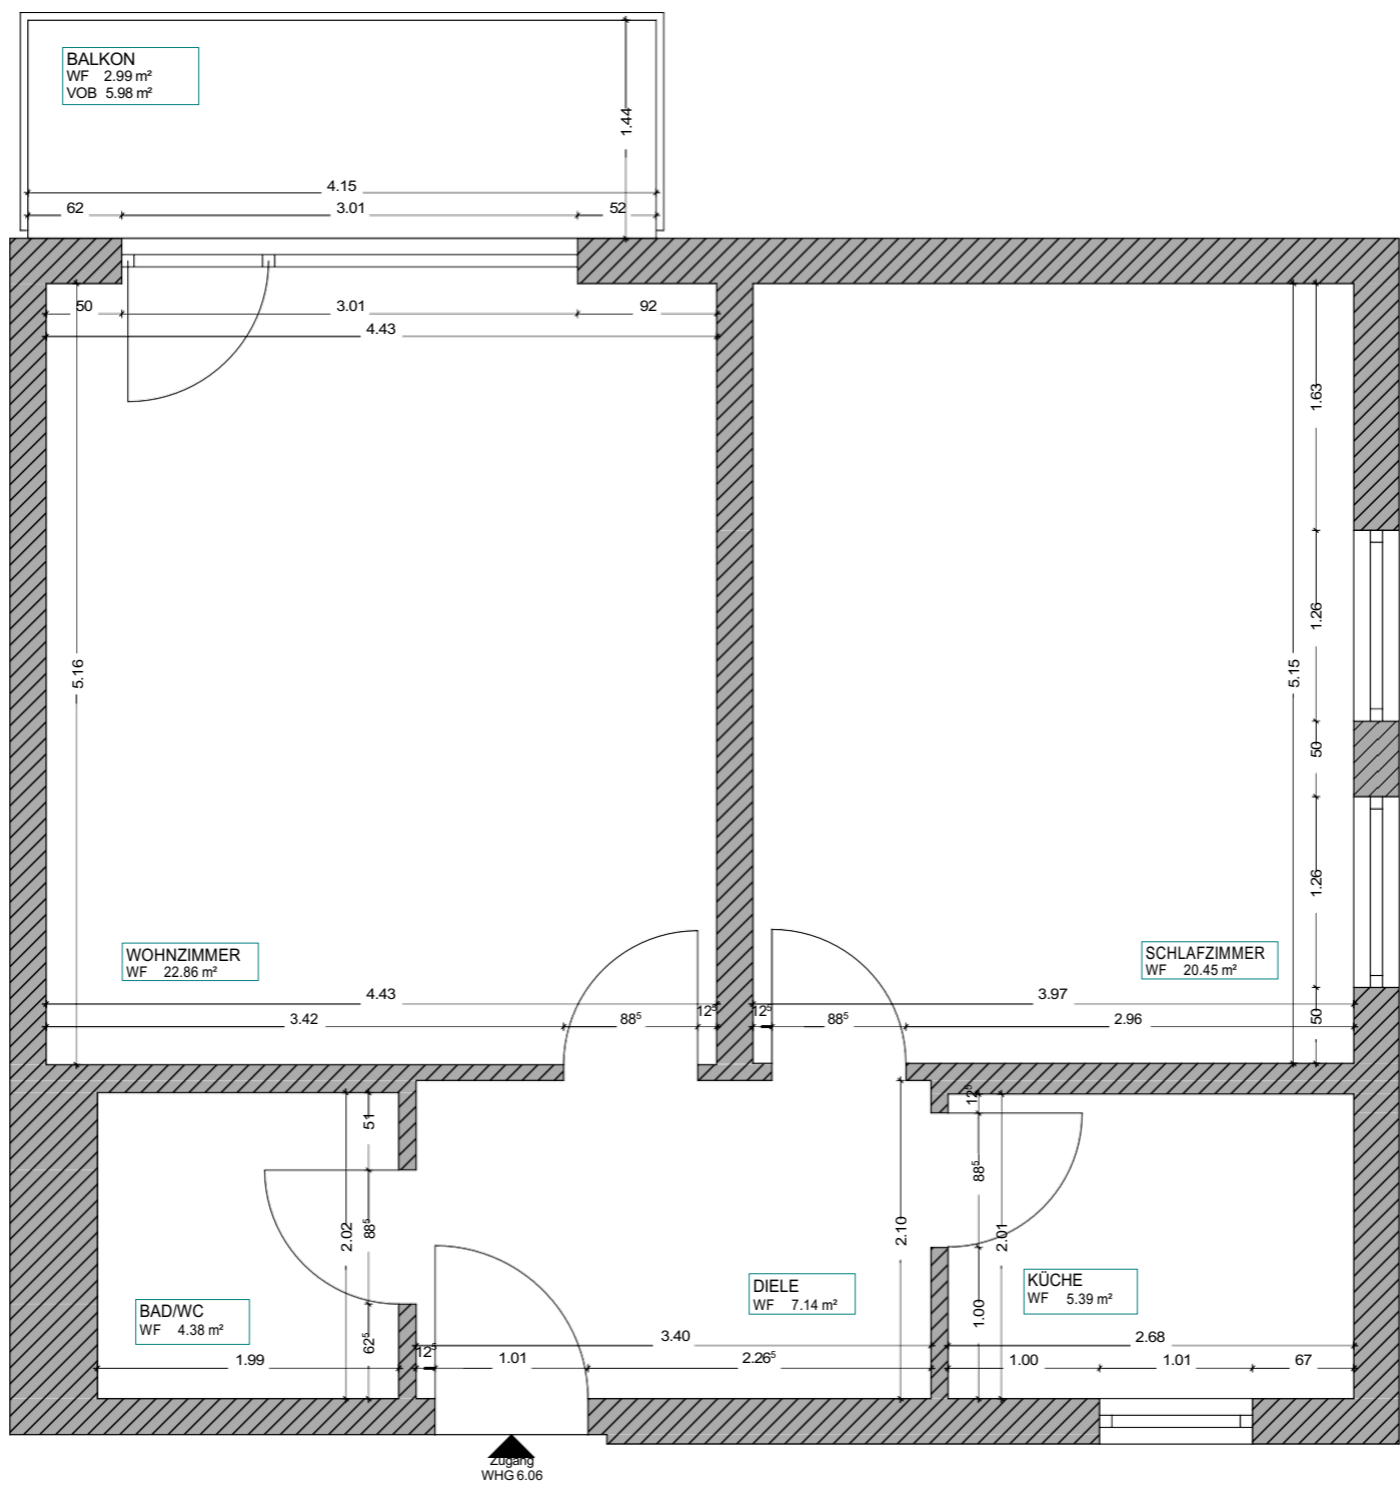 BALKON
WF 2.99 m²
VOB 5.98 m²
1.44
4.15
62 3.01 52
50 3.01 92
4.43
1.63
1.26
5.16
5.15
50
1.26
WOHNZIMMER
WF 22.86 m²
SCHLAFZIMMER
WF 20.45 m²
4.43
3.97
3.42 88⁵ 12⁵ 12⁵ 88⁵ 2.96
50
12⁵
51
88⁵
88⁵
2.02
2.10
2.01
DIELE
WF 7.14 m²
KÜCHE
WF 5.39 m²
BAD/WC
WF 4.38 m²
1.00
62⁵
3.40
2.68
1.99 12⁵ 1.01 2.26⁵ 1.00 1.01 67
Zugang
WHG 6.06